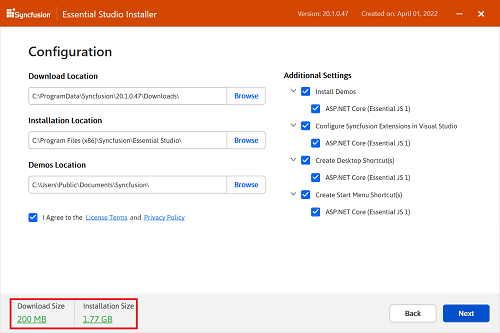 Syncfusion Essential Studio Installer Version: 20.1.0.47 Created on: April 01, 2022
Configuration
Download Location
C:\ProgramData\Syncfusion\20.1.0.47\Downloads\ Browse
Installation Location
C:\Program Files (x86)\Syncfusion\Essential Studio\ Browse
Demos Location
C:\Users\Public\Documents\Syncfusion\ Browse
I Agree to the License Terms and Privacy Policy
Additional Settings
Install Demos
ASP.NET Core (Essential JS 1)
Configure Syncfusion Extensions in Visual Studio
ASP.NET Core (Essential JS 1)
Create Desktop Shortcut(s)
ASP.NET Core (Essential JS 1)
Create Start Menu Shortcut(s)
ASP.NET Core (Essential JS 1)
Download Size Installation Size
200 MB 1.77 GB
Back Next